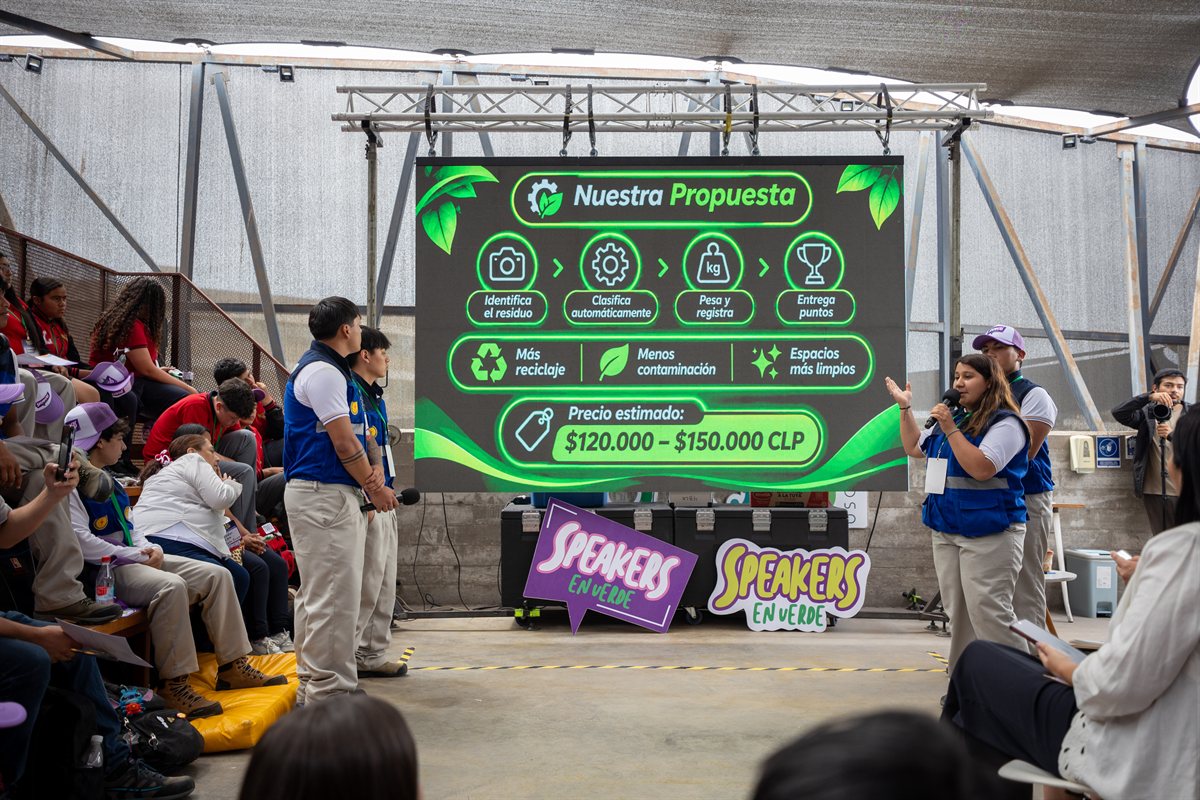 Nuestra Propuesta
Identifica
el residuo
Clasifica
automáticamente
kg
Pesa y
registra
Entrega
puntos
Más
reciclaje
Menos
contaminación
Espacios
más limpios
Precio estimado:
$120.000 – $150.000 CLP
SPEAKERS
EN VERDE
SPEAKERS
EN VERDE